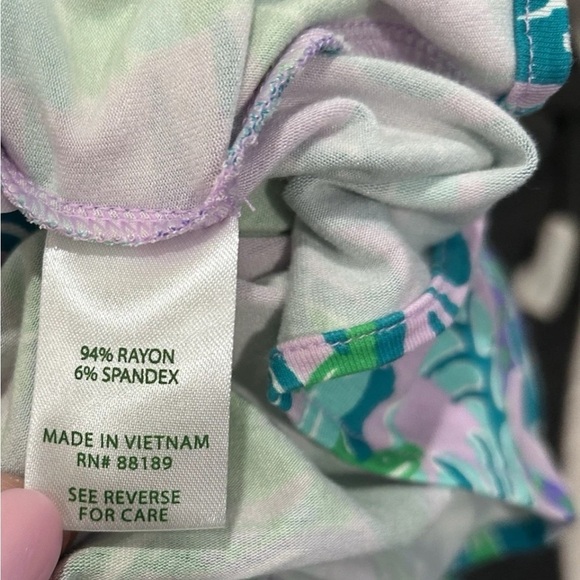 94% RAYON
6% SPANDEX
MADE IN VIETNAM
RN# 88189
SEE REVERSE
FOR CARE